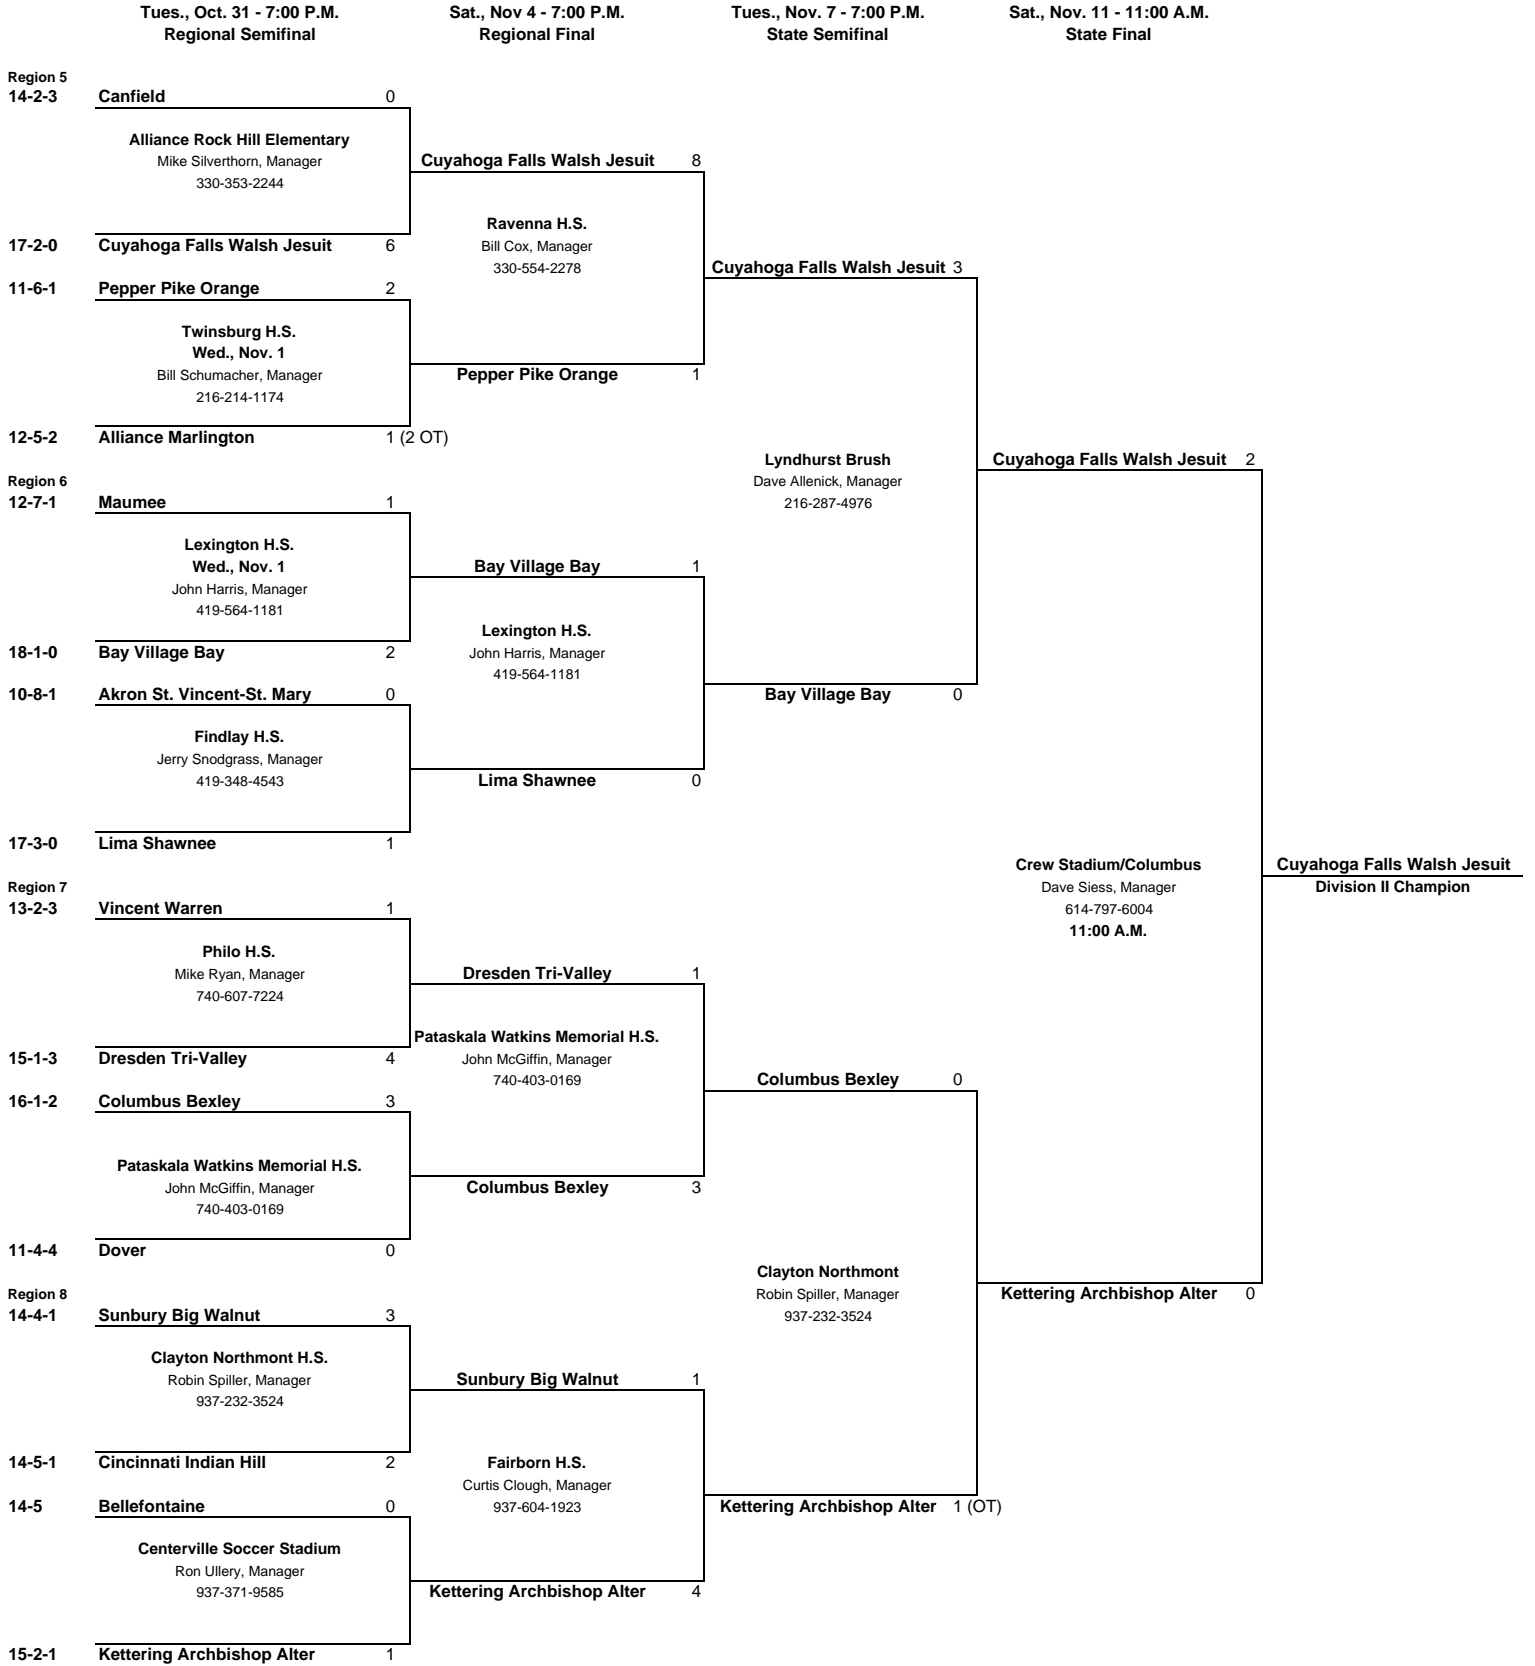 Tues., Oct. 31 - 7:00 P.M.
Regional Semifinal
Sat., Nov 4 - 7:00 P.M.
Regional Final
Tues., Nov. 7 - 7:00 P.M.
State Semifinal
Sat., Nov. 11 - 11:00 A.M.
State Final
Region 5
14-2-3 Canfield 0
Alliance Rock Hill Elementary
Mike Silverthorn, Manager
330-353-2244
17-2-0 Cuyahoga Falls Walsh Jesuit 6
11-6-1 Pepper Pike Orange 2
Twinsburg H.S.
Wed., Nov. 1
Bill Schumacher, Manager
216-214-1174
12-5-2 Alliance Marlington 1 (2 OT)
Region 6
12-7-1 Maumee 1
Lexington H.S.
Wed., Nov. 1
John Harris, Manager
419-564-1181
18-1-0 Bay Village Bay 2
10-8-1 Akron St. Vincent-St. Mary 0
Findlay H.S.
Jerry Snodgrass, Manager
419-348-4543
17-3-0 Lima Shawnee 1
Region 7
13-2-3 Vincent Warren 1
Philo H.S.
Mike Ryan, Manager
740-607-7224
15-1-3 Dresden Tri-Valley 4
16-1-2 Columbus Bexley 3
Pataskala Watkins Memorial H.S.
John McGiffin, Manager
740-403-0169
11-4-4 Dover 0
Region 8
14-4-1 Sunbury Big Walnut 3
Clayton Northmont H.S.
Robin Spiller, Manager
937-232-3524
14-5-1 Cincinnati Indian Hill 2
14-5 Bellefontaine 0
Centerville Soccer Stadium
Ron Ullery, Manager
937-371-9585
15-2-1 Kettering Archbishop Alter 1
Cuyahoga Falls Walsh Jesuit 8
Ravenna H.S.
Bill Cox, Manager
330-554-2278
Pepper Pike Orange 1
Bay Village Bay 1
Lexington H.S.
John Harris, Manager
419-564-1181
Lima Shawnee 0
Dresden Tri-Valley 1
Pataskala Watkins Memorial H.S.
John McGiffin, Manager
740-403-0169
Columbus Bexley 3
Sunbury Big Walnut 1
Fairborn H.S.
Curtis Clough, Manager
937-604-1923
Kettering Archbishop Alter 4
Cuyahoga Falls Walsh Jesuit 3
Lyndhurst Brush
Dave Allenick, Manager
216-287-4976
Bay Village Bay 0
Columbus Bexley 0
Clayton Northmont
Robin Spiller, Manager
937-232-3524
Kettering Archbishop Alter 1 (OT)
Cuyahoga Falls Walsh Jesuit 2
Crew Stadium/Columbus
Dave Siess, Manager
614-797-6004
11:00 A.M.
Kettering Archbishop Alter 0
Cuyahoga Falls Walsh Jesuit
Division II Champion